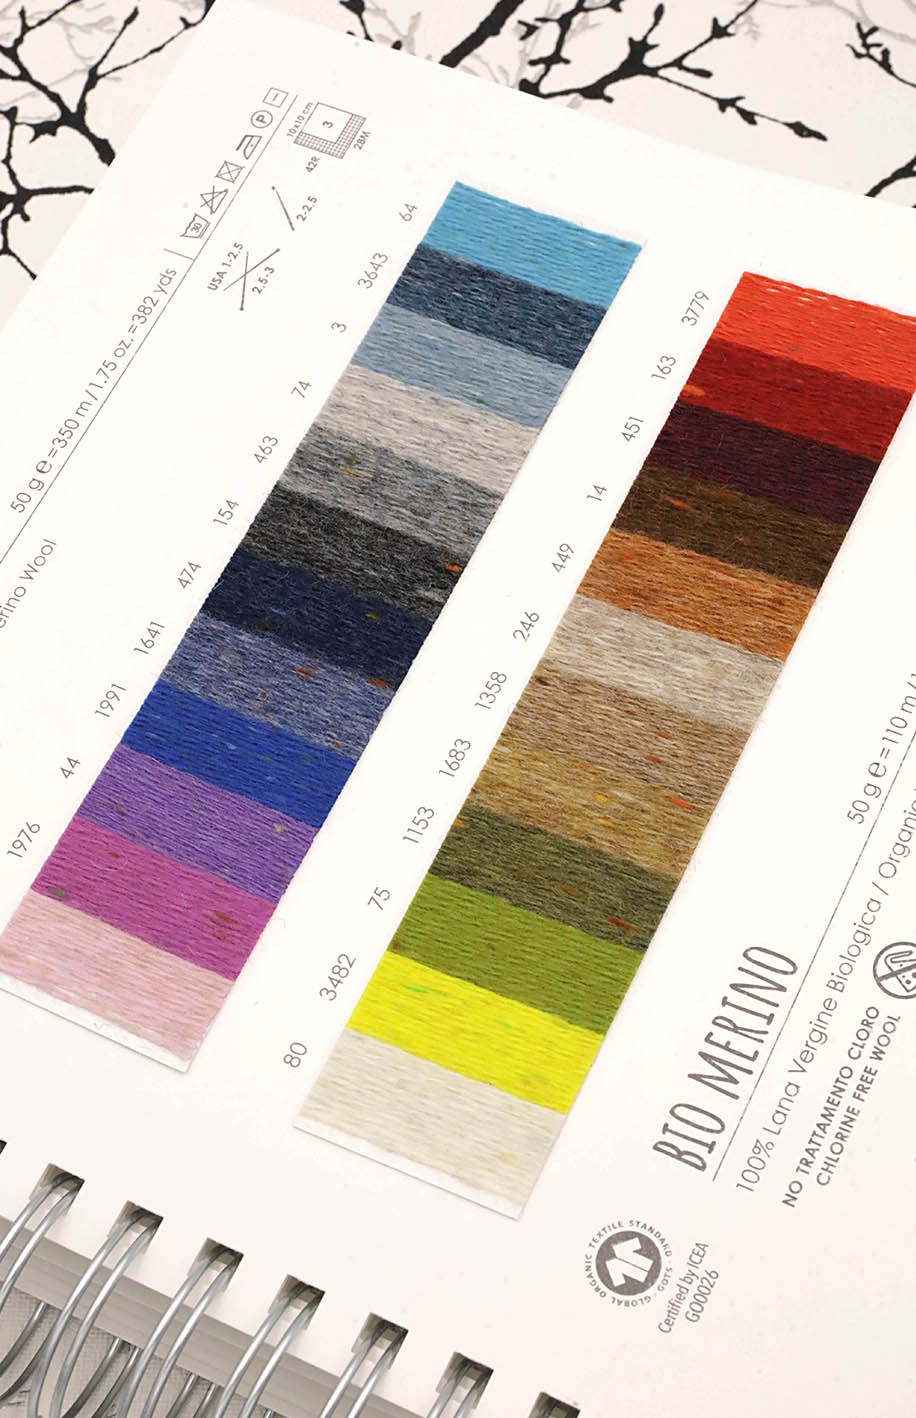 30
P
10x10 cm
3
42R
28M
2-2.5
USA 1-2.5
2.5-3
50 g e =350 m / 1.75 oz. =382 yds
Wool
64
3643
3
74
463
154
474
1641
1991
44
1976
3779
163
451
14
449
246
1358
1683
1153
75
3482
80
50 g e =110 m /
BIO MERINO
100% Lana Vergine Biologica / Organic
NO TRATTAMENTO CLORO
CHLORINE FREE WOOL
GLOBAL ORGANIC TEXTILE STANDARD · GOTS ·
Certified by ICEA
G00026